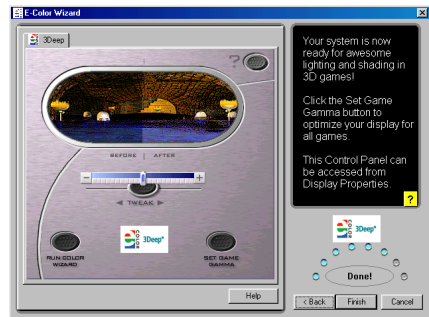 E-Color Wizard
3Deep
?
BEFORE | AFTER
- +
TWEAK
COLOR 3Deep®
RUN COLOR
WIZARD
SET GAME
GAMMA
Help
Your system is now
ready for awesome
lighting and shading in
3D games!
Click the Set Game
Gamma button to
optimize your display for
all games.
This Control Panel can
be accessed from
Display Properties.
?
COLOR 3Deep®
Done!
< Back Finish Cancel